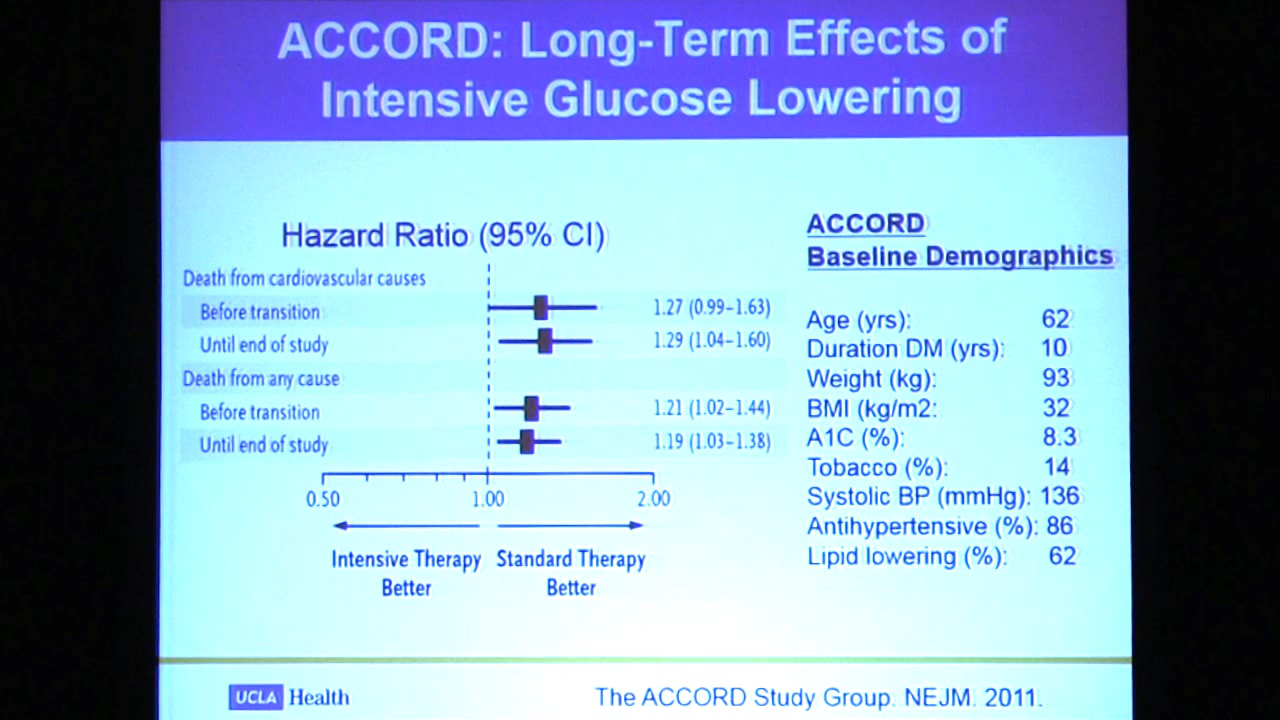 ACCORD: Long-Term Effects of
Intensive Glucose Lowering
Hazard Ratio (95% CI)
Death from cardiovascular causes
Before transition 1.27 (0.99–1.63)
Until end of study 1.29 (1.04–1.60)
Death from any cause
Before transition 1.21 (1.02–1.44)
Until end of study 1.19 (1.03–1.38)
0.50 1.00 2.00
Intensive Therapy Better
Standard Therapy Better
ACCORD
Baseline Demographics
Age (yrs): 62
Duration DM (yrs): 10
Weight (kg): 93
BMI (kg/m2: 32
A1C (%): 8.3
Tobacco (%): 14
Systolic BP (mmHg): 136
Antihypertensive (%): 86
Lipid lowering (%): 62
UCLA Health
The ACCORD Study Group. NEJM. 2011.